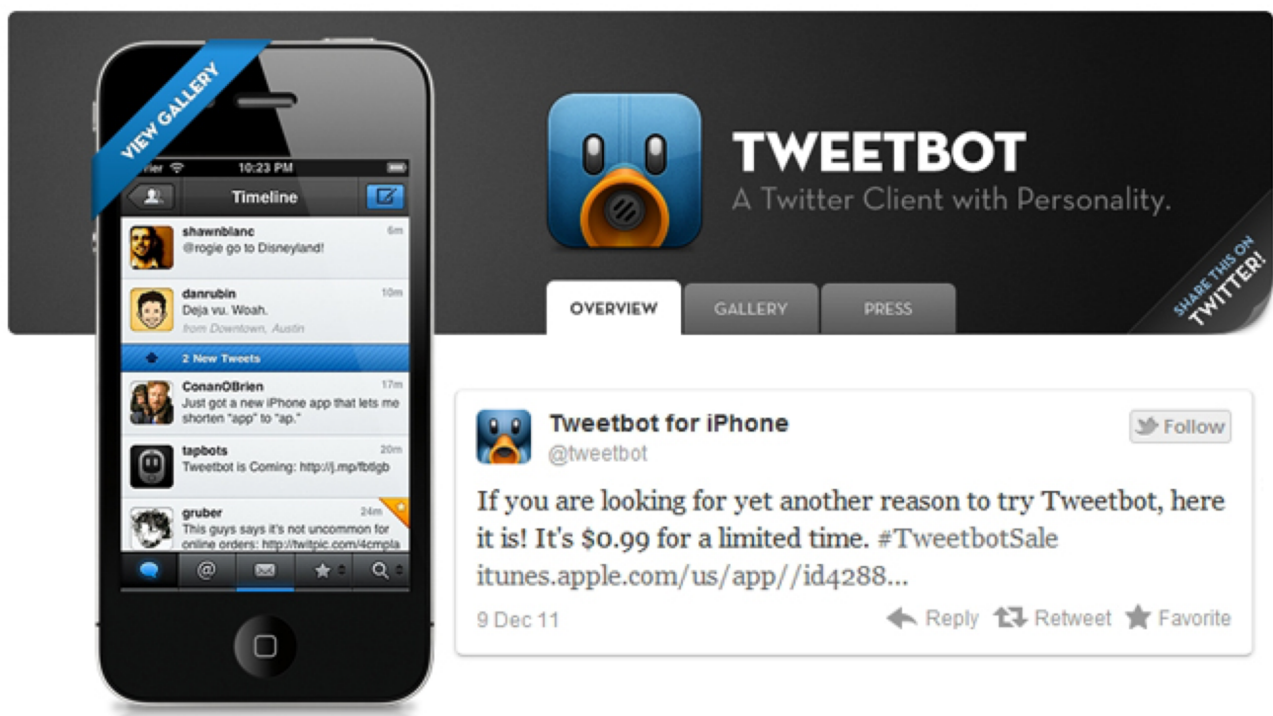 VIEW GALLERY
10:23 PM
Timeline
shawnblanc 6m
@rogie go to Disneyland!
danrubin 10m
Deja vu. Woah.
from Downtown, Austin
2 New Tweets
ConanOBrien 17m
Just got a new iPhone app that lets me
shorten "app" to "ap."
tapbots 20m
Tweetbot is Coming: http://j.mp/fbtlgb
gruber 24m
This guys says it's not uncommon for
online orders: http://twitpic.com/4cmpla
@
TWEETBOT
A Twitter Client with Personality.
SHARE THIS ON
TWITTER!
OVERVIEW GALLERY PRESS
Tweetbot for iPhone
@tweetbot
Follow
If you are looking for yet another reason to try Tweetbot, here
it is! It's $0.99 for a limited time. #TweetbotSale
itunes.apple.com/us/app//id4288...
9 Dec 11
Reply Retweet Favorite